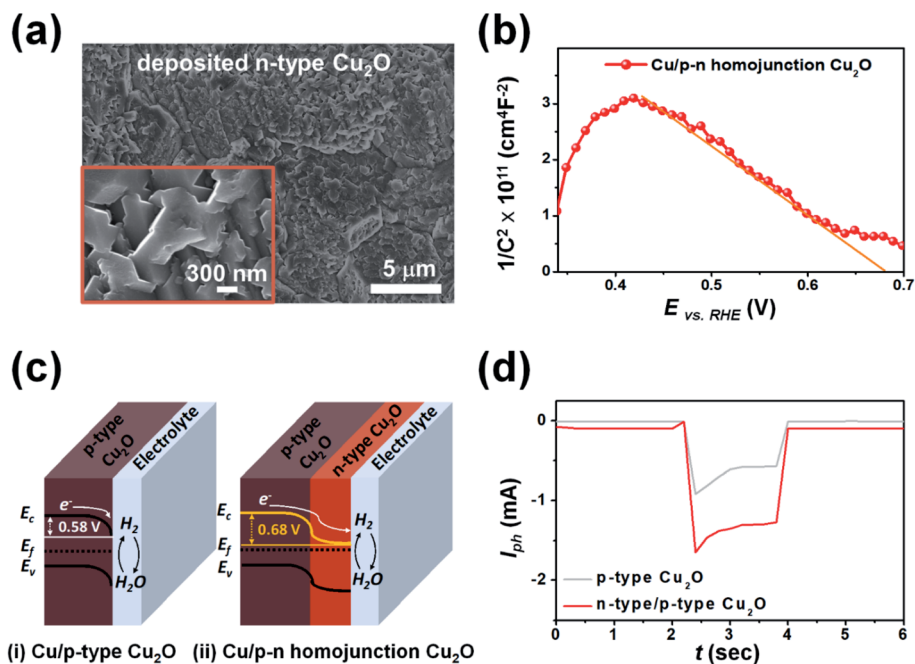 (a)
deposited n-type Cu₂O
300 nm
5 μm
(b)
Cu/p-n homojunction Cu₂O
1/C² x 10¹¹ (cm⁴F⁻²)
3
2
1
0
0.4
0.5
0.6
0.7
E vs. RHE (V)
(c)
p-type
Cu₂O
Electrolyte
Ec
e⁻
0.58 V
H₂
Ef
Ev
H₂O
(i) Cu/p-type Cu₂O
p-type
Cu₂O
n-type Cu₂O
Electrolyte
e⁻
Ec
0.68 V
H₂
Ef
Ev
H₂O
(ii) Cu/p-n homojunction Cu₂O
(d)
Iph (mA)
0
-1
-2
p-type Cu₂O
n-type/p-type Cu₂O
0
1
2
3
4
5
6
t (sec)